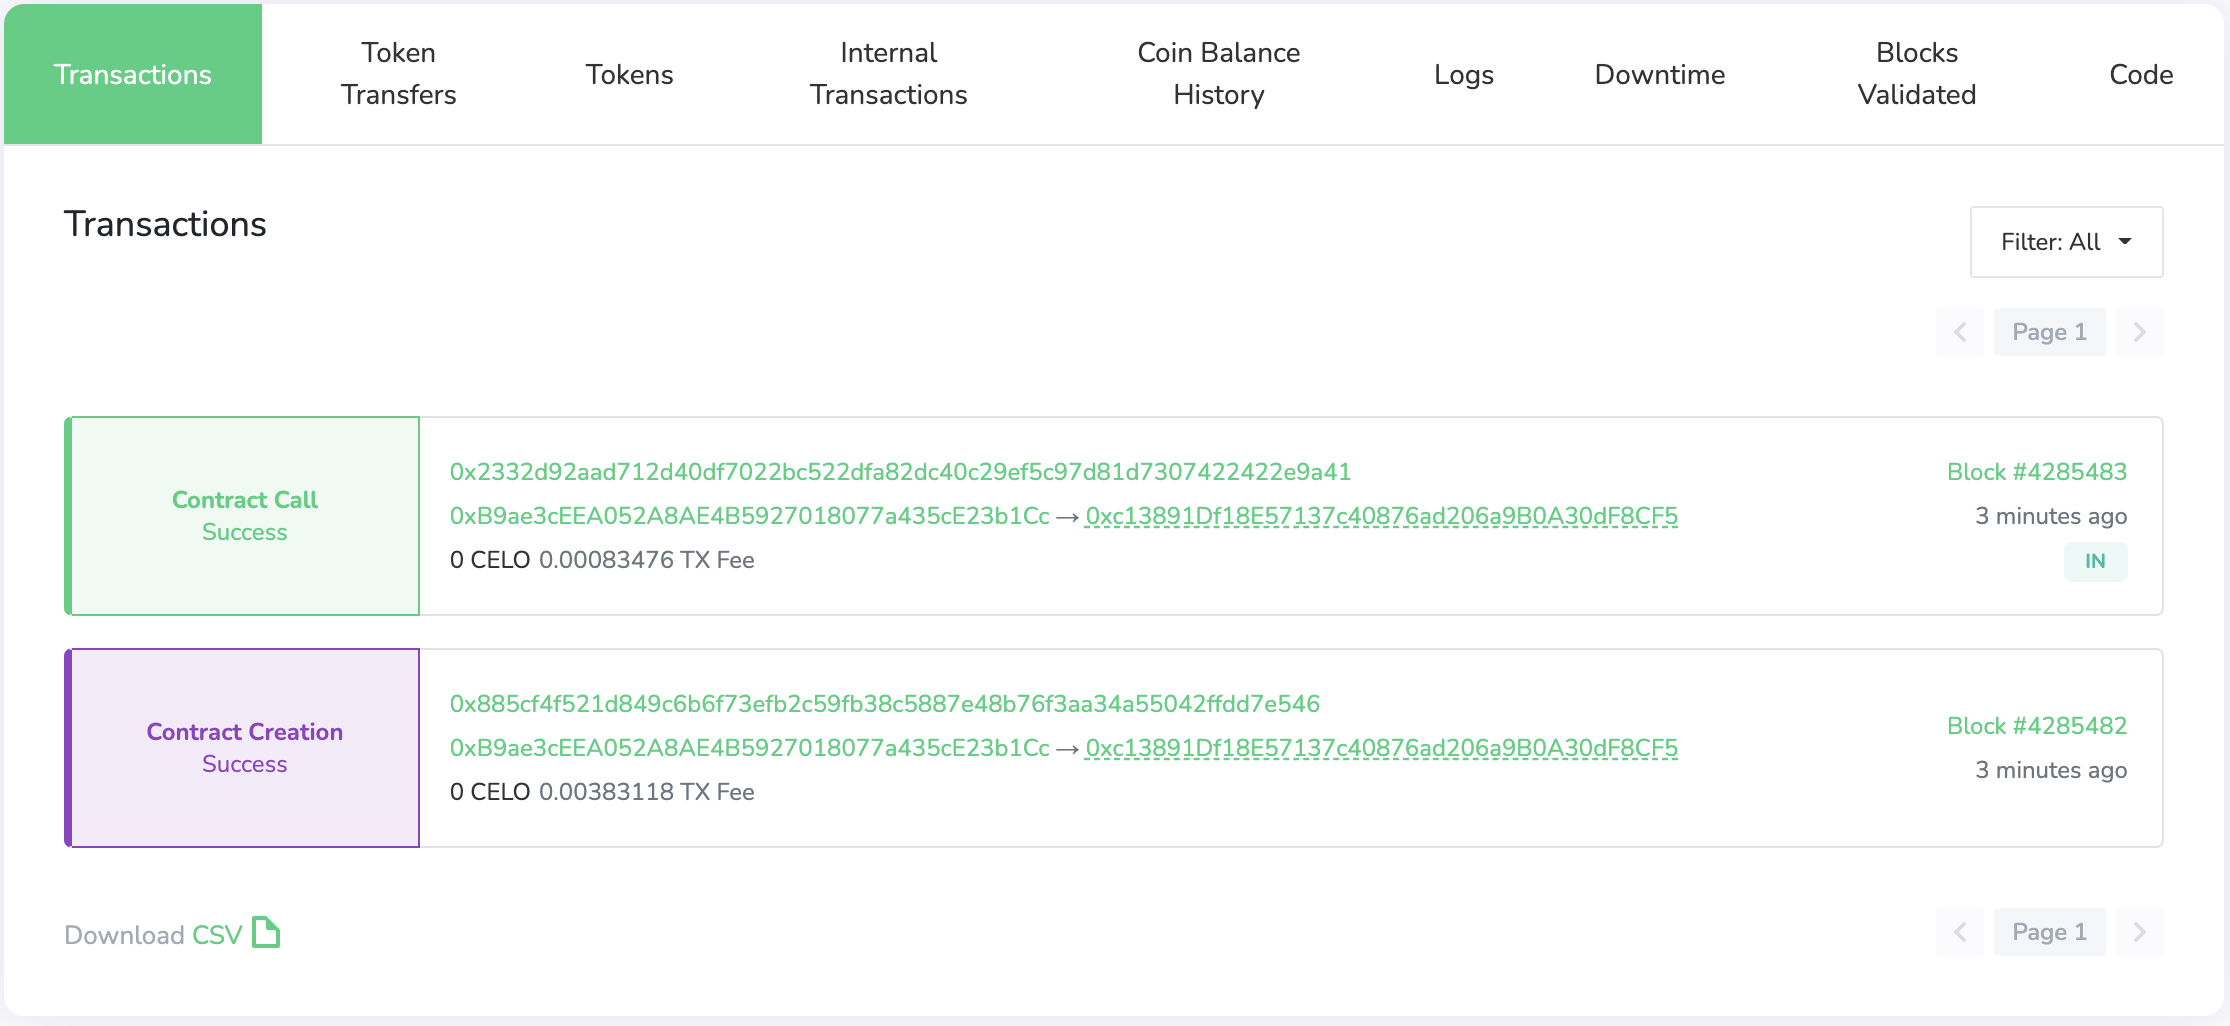 Transactions
Token
Transfers
Tokens
Internal
Transactions
Coin Balance
History
Logs
Downtime
Blocks
Validated
Code
Transactions
Filter: All
Page 1
Contract Call
Success
0x2332d92aad712d40df7022bc522dfa82dc40c29ef5c97d81d7307422422e9a41
0xB9ae3cEEA052A8AE4B5927018077a435cE23b1Cc → 0xc13891Df18E57137c40876ad206a9B0A30dF8CF5
0 CELO 0.00083476 TX Fee
Block #4285483
3 minutes ago
IN
Contract Creation
Success
0x885cf4f521d849c6b6f73efb2c59fb38c5887e48b76f3aa34a55042ffdd7e546
0xB9ae3cEEA052A8AE4B5927018077a435cE23b1Cc → 0xc13891Df18E57137c40876ad206a9B0A30dF8CF5
0 CELO 0.00383118 TX Fee
Block #4285482
3 minutes ago
Download CSV
Page 1